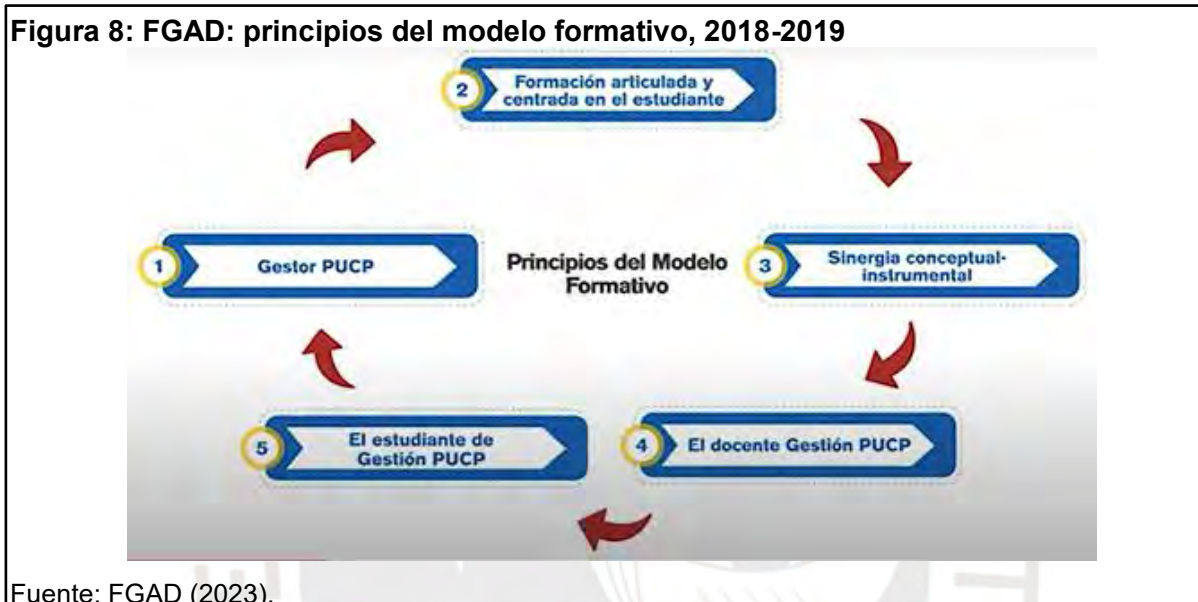 Figura 8: FGAD: principios del modelo formativo, 2018-2019
2
Formación articulada y
centrada en el estudiante
1
Gestor PUCP
Principios del Modelo
Formativo
3
Sinergia conceptual-
instrumental
5
El estudiante de
Gestión PUCP
4
El docente Gestión PUCP
Fuente: FGAD (2023).